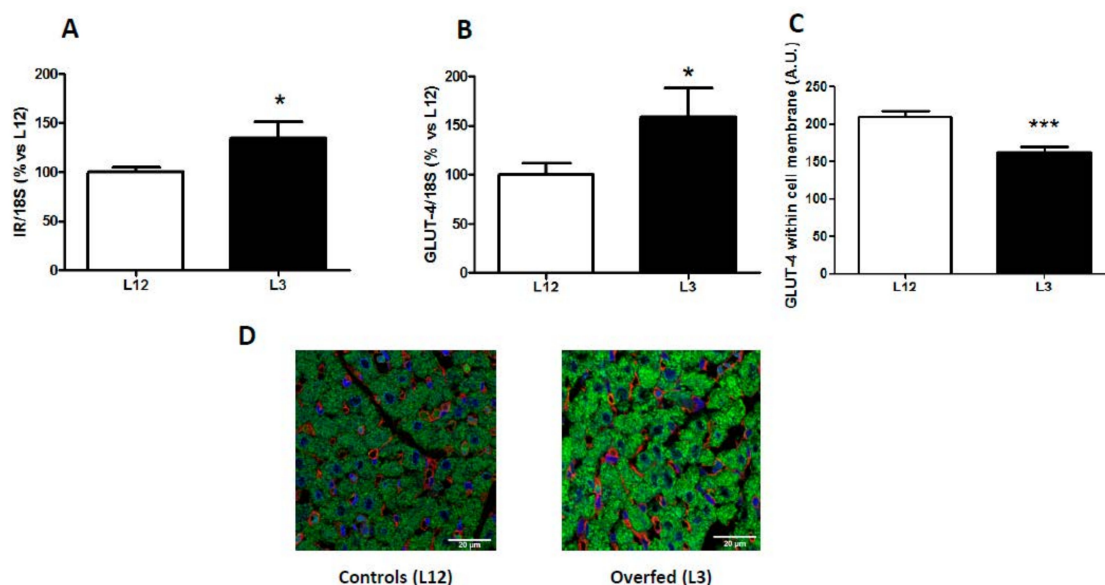 A
IR/18S (% vs L12)
200
150
100
50
0
*
L12
L3
B
GLUT-4/18S (% vs L12)
200
150
100
50
0
*
L12
L3
C
GLUT-4 within cell membrane (A.U.)
250
200
150
100
50
0
***
L12
L3
D
20 µm
20 µm
Controls (L12)
Overfed (L3)